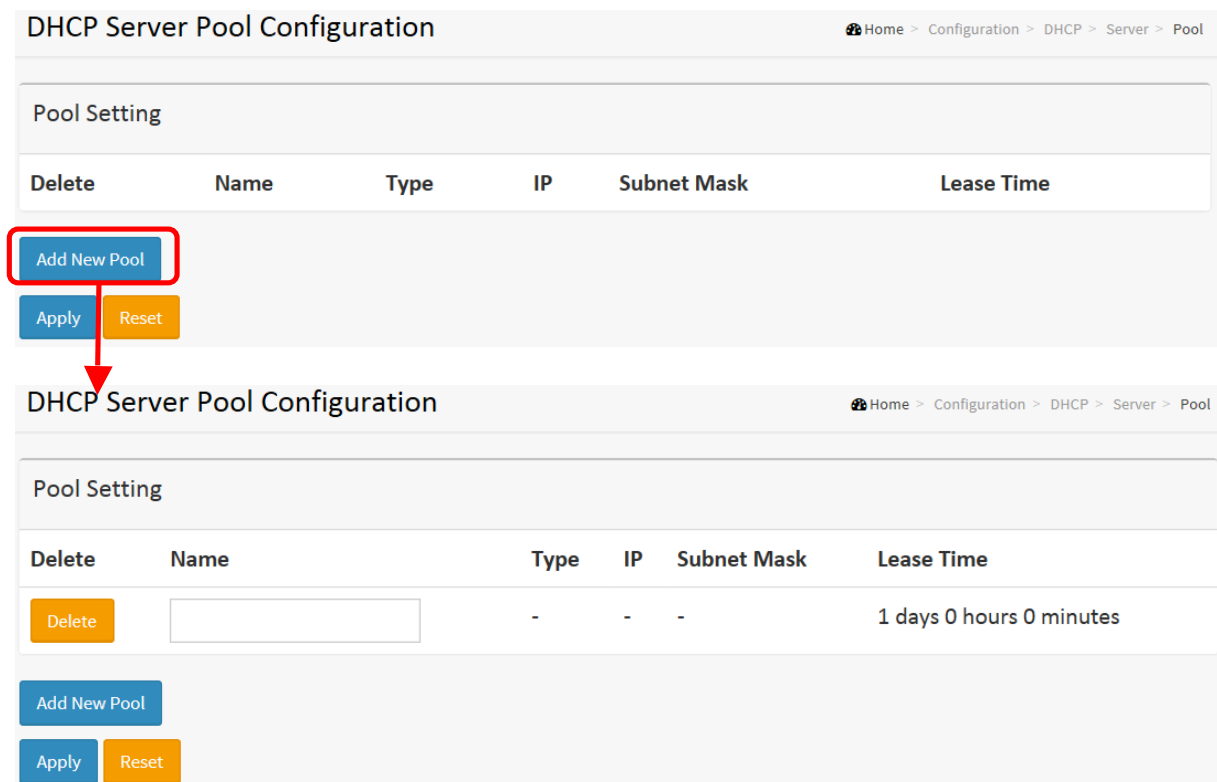 DHCP Server Pool Configuration
Home > Configuration > DHCP > Server > Pool
Pool Setting
Delete Name Type IP Subnet Mask Lease Time
Add New Pool
Apply Reset
DHCP Server Pool Configuration
Home > Configuration > DHCP > Server > Pool
Pool Setting
Delete Name Type IP Subnet Mask Lease Time
Delete - - - 1 days 0 hours 0 minutes
Add New Pool
Apply Reset